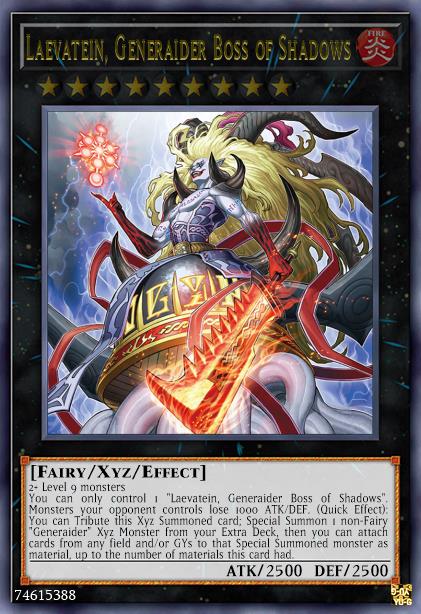 Laevatein, Generaider Boss of Shadows
FIRE
炎
[Fairy/Xyz/Effect]
2+ Level 9 monsters
You can only control 1 "Laevatein, Generaider Boss of Shadows".
Monsters your opponent controls lose 1000 ATK/DEF. (Quick Effect):
You can Tribute this Xyz Summoned card; Special Summon 1 non-Fairy
"Generaider" Xyz Monster from your Extra Deck, then you can attach
cards from any field and/or GYs to that Special Summoned monster as
material, up to the number of materials this card had.
ATK/2500 DEF/2500
74615388